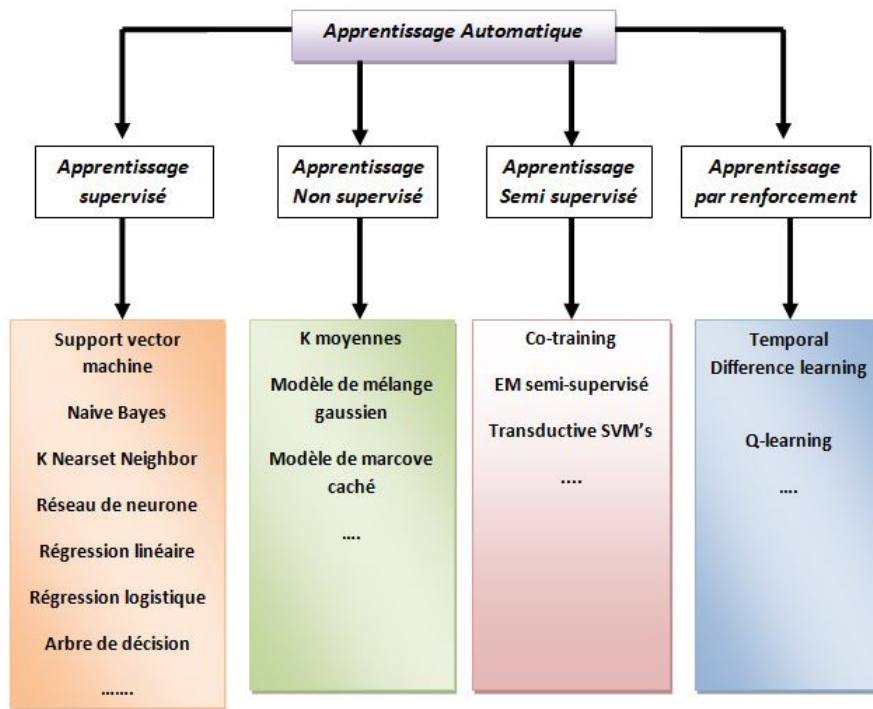 Apprentissage Automatique
Apprentissage
supervisé
Apprentissage
Non supervisé
Apprentissage
Semi supervisé
Apprentissage
par renforcement
Support vector
machine
Naive Bayes
K Nearset Neighbor
Réseau de neurone
Régression linéaire
Régression logistique
Arbre de décision
.......
K moyennes
Modèle de mélange
gaussien
Modèle de marcove
caché
....
Co-training
EM semi-supervisé
Transductive SVM’s
....
Temporal
Difference learning
Q-learning
....